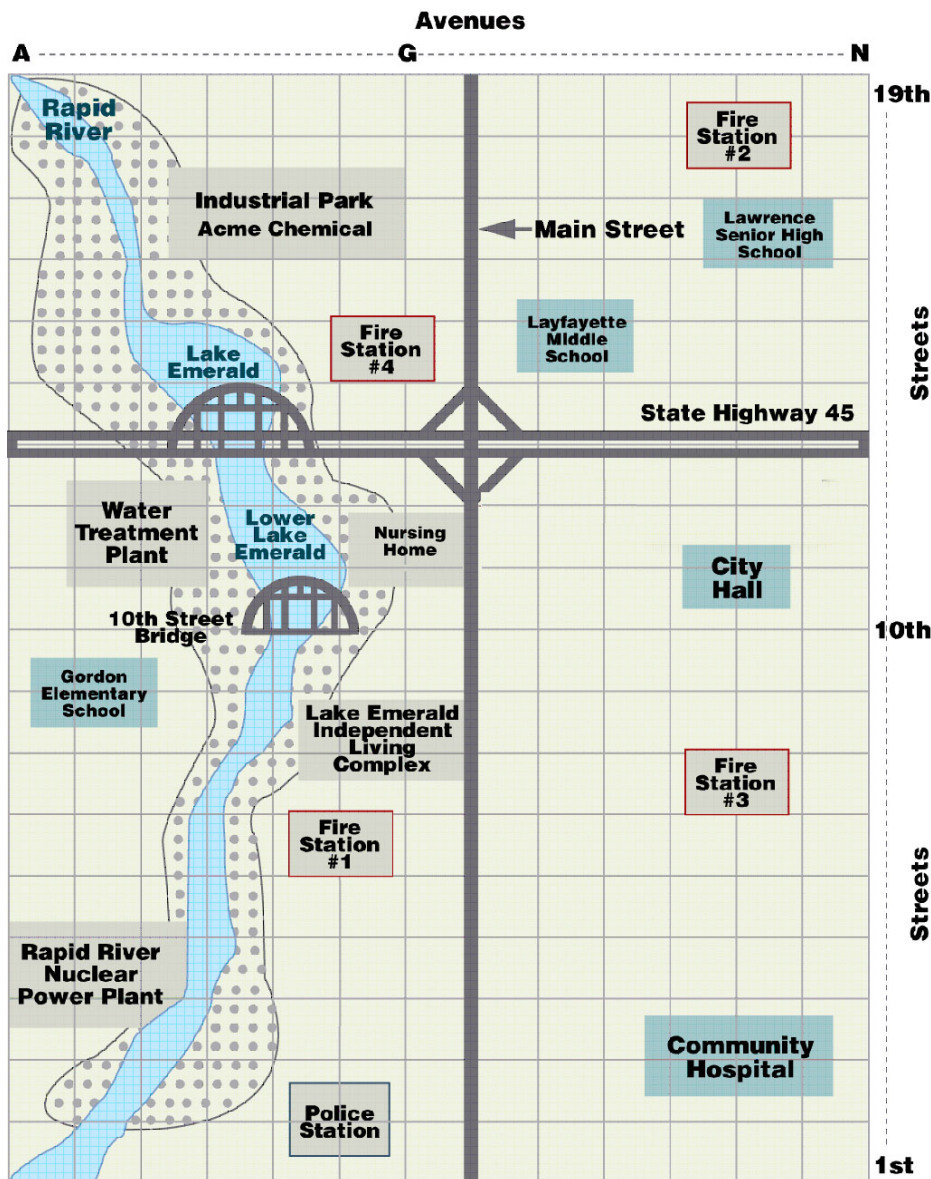 Avenues
A
G
N
19th
Rapid
River
Fire
Station
#2
Industrial Park
Acme Chemical
Main Street
Lawrence
Senior High
School
Streets
Lake
Emerald
Fire
Station
#4
Layfayette
Middle
School
State Highway 45
Water
Treatment
Plant
Lower
Lake
Emerald
Nursing
Home
City
Hall
10th Street
Bridge
10th
Gordon
Elementary
School
Lake Emerald
Independent
Living
Complex
Fire
Station
#3
Fire
Station
#1
Streets
Rapid River
Nuclear
Power Plant
Community
Hospital
Police
Station
1st